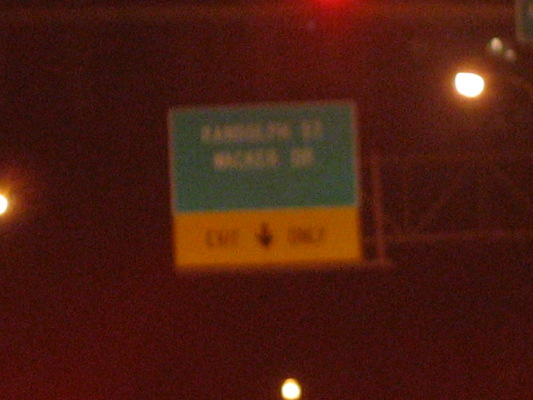 RANDOLPH ST
WACKER DR
EXIT ONLY